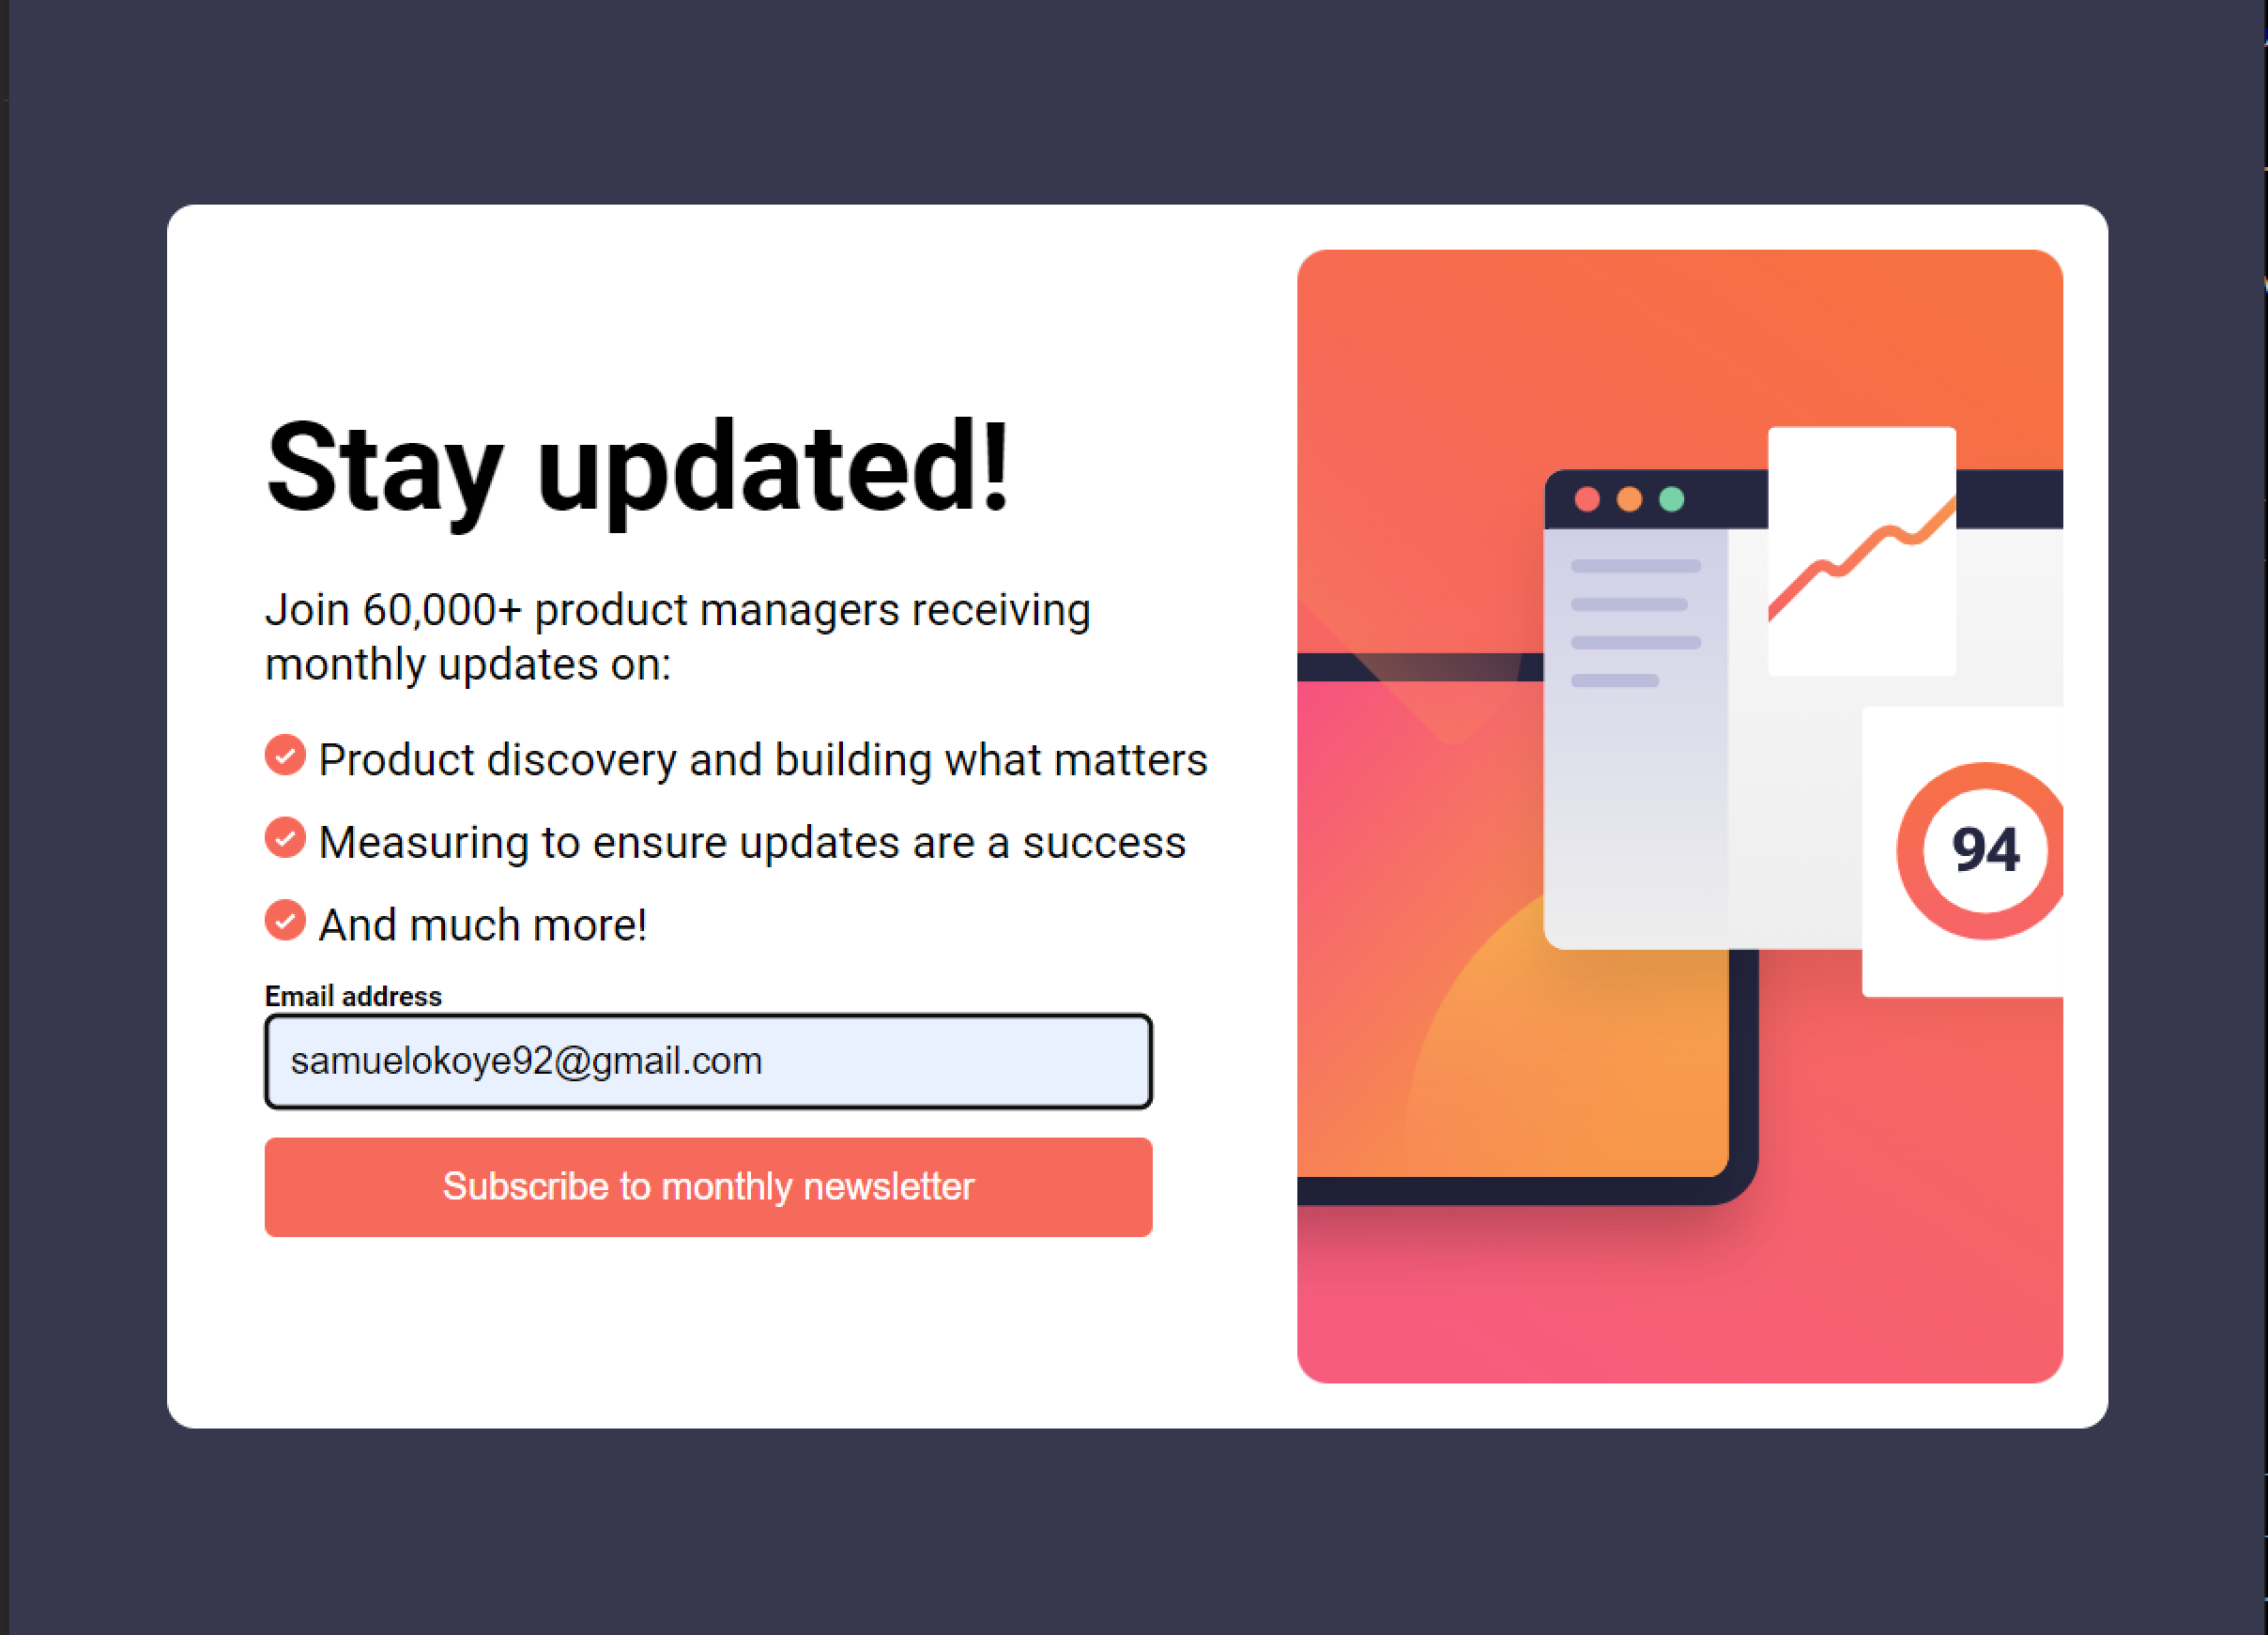 Stay updated!
Join 60,000+ product managers receiving
monthly updates on:
Product discovery and building what matters
Measuring to ensure updates are a success
And much more!
Email address
samuelokoye92@gmail.com
Subscribe to monthly newsletter
94